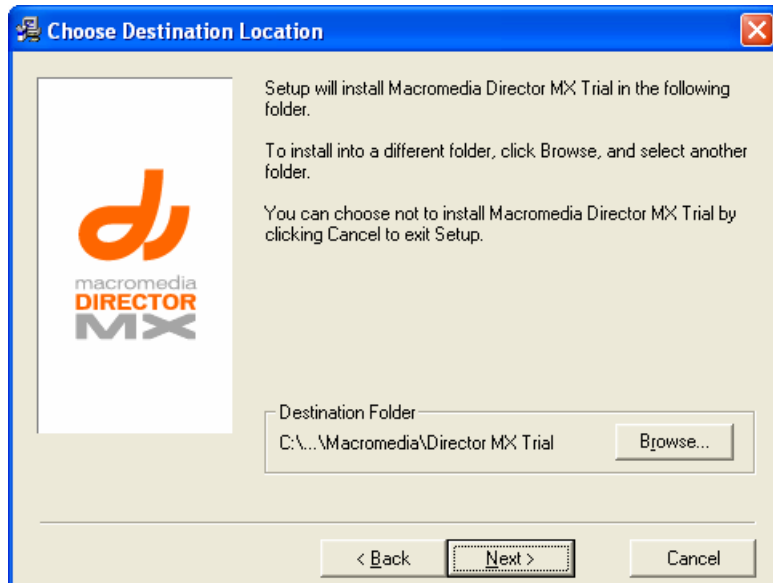 Choose Destination Location
Setup will install Macromedia Director MX Trial in the following
folder.
To install into a different folder, click Browse, and select another
folder.
You can choose not to install Macromedia Director MX Trial by
clicking Cancel to exit Setup.
macromedia
DIRECTOR
MX
Destination Folder
C:\...\Macromedia\Director MX Trial
Browse...
< Back
Next >
Cancel